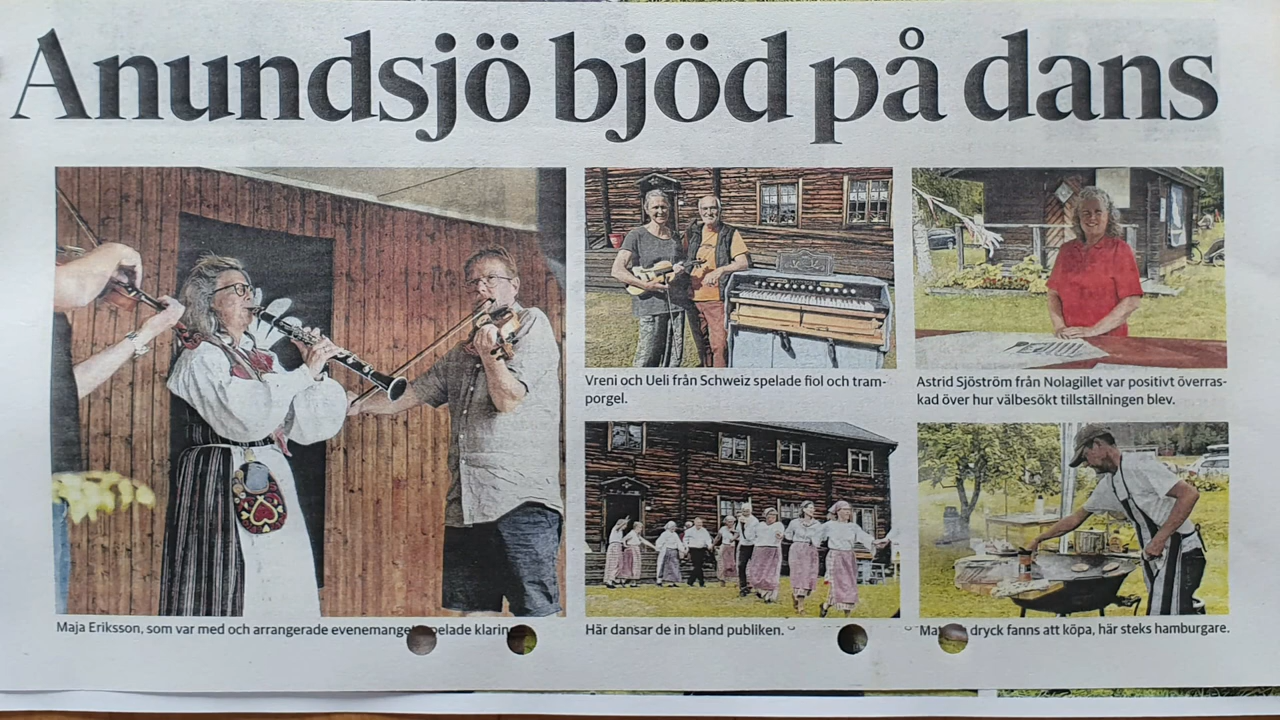 Anundsjö bjöd på dans
Maja Eriksson, som var med och arrangerade evenemanget
Vreni och Ueli från Schweiz spelade fiol och tram-
porgel.
Här dansar de in bland publiken.
Astrid Sjöström från Nolagillet var positivt överras-
kad över hur välbesökt tillställningen blev.
dryck fanns att köpa, här steks hamburgare.